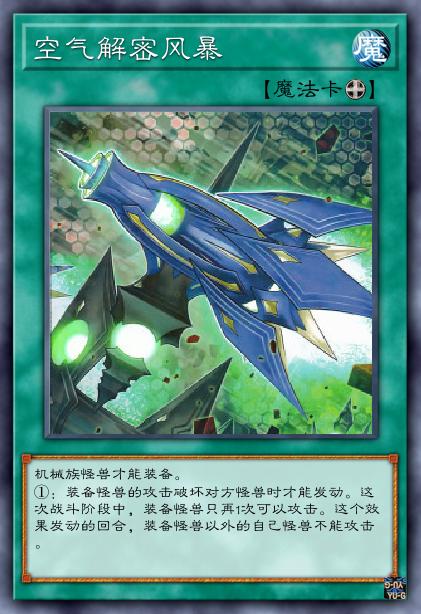 空气解密风暴
魔
【魔法卡】
机械族怪兽才能装备。
①：装备怪兽的攻击破坏对方怪兽时才能发动。这
次战斗阶段中，装备怪兽只再1次可以攻击。这个效
果发动的回合，装备怪兽以外的自己怪兽不能攻击
。